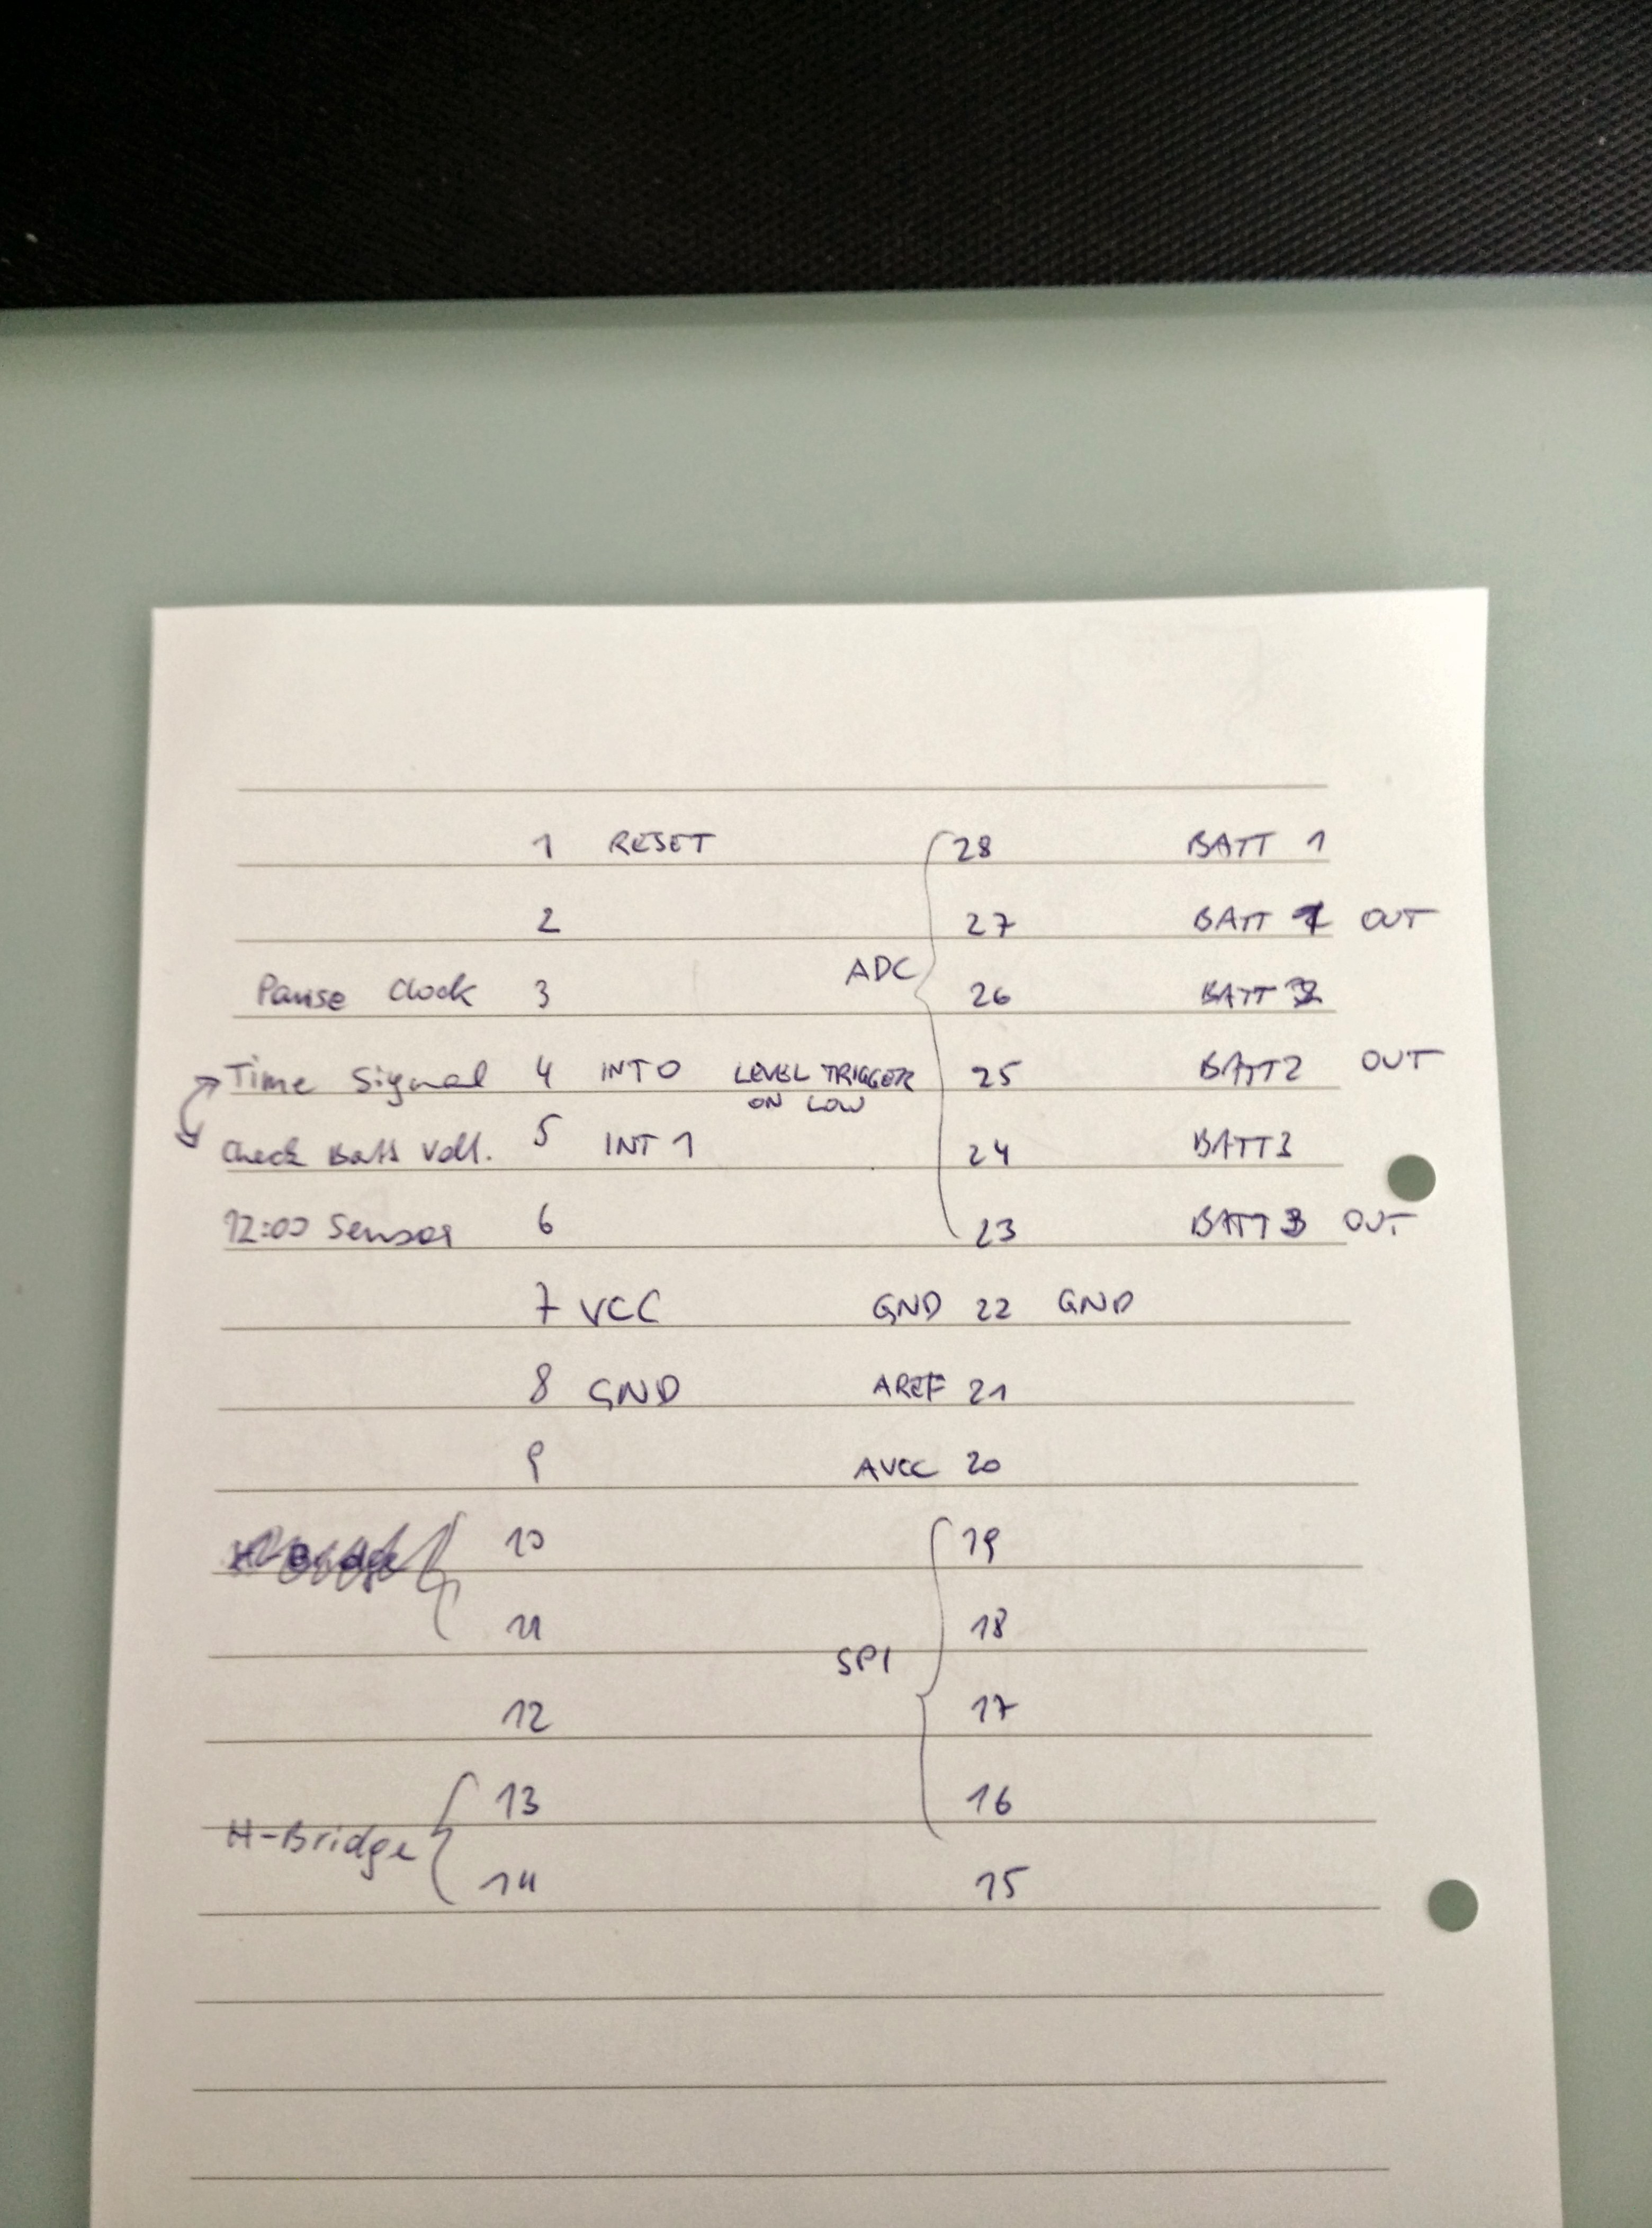 1 RESET 28 BATT 1
2 27 BATT 1 OUT
Pause Clock 3 ADC 26 BATT 2
Time Signal 4 INT0 LEVEL TRIGGER 25 BATT2 OUT
ON LOW
Check Batt Volt. 5 INT 1 24 BATT3
12:00 Sensor 6 23 BATT3 OUT
7 VCC GND 22 GND
8 GND AREF 21
9 AVCC 20
H-Bridge 10 19
11 18
SPI
12 17
13 16
H-Bridge
14 15